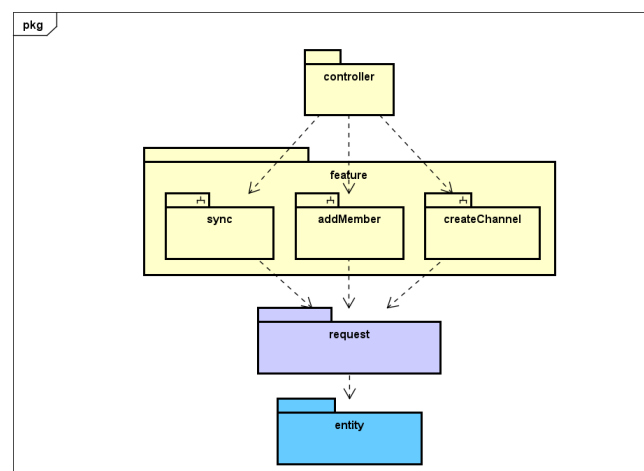 pkg
controller
feature
sync
addMember
createChannel
request
entity